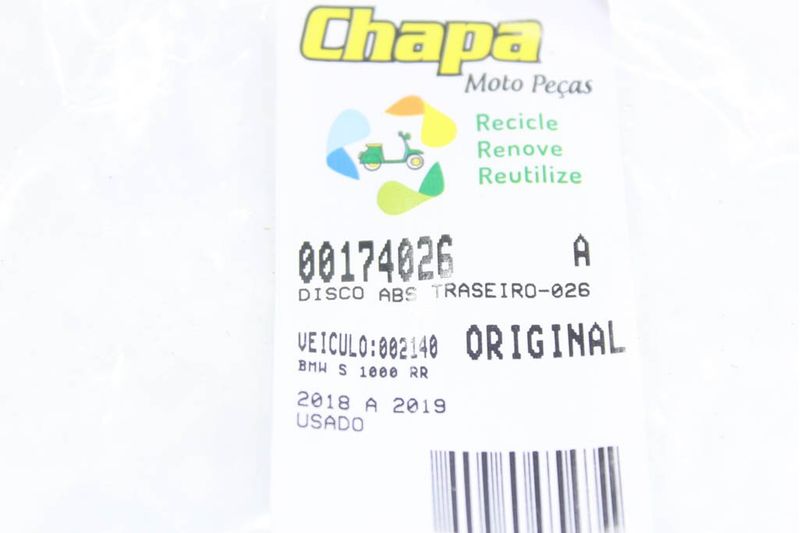 Chapa
Moto Peças
Recicle
Renove
Reutilize
00174026 A
DISCO ABS TRASEIRO-026
VEICULO:002140 ORIGINAL
BMW S 1000 RR
2018 A 2019
USADO